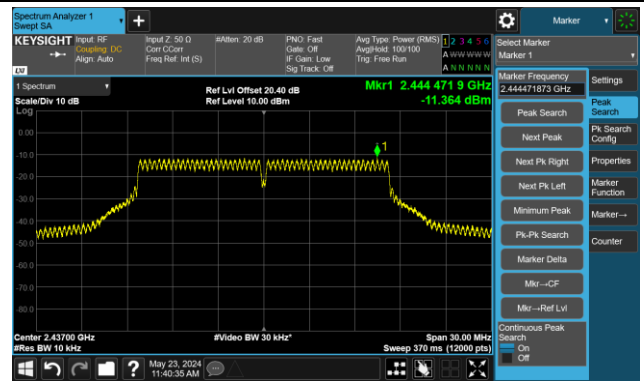 Spectrum Analyzer 1
Swept SA
Marker
KEYSIGHT
Input: RF
Coupling: DC
Align: Auto
Input Z: 50 Ω
Corr CCorr
Freq Ref: Int (S)
#Atten: 20 dB
PNO: Fast
Gate: Off
IF Gain: Low
Sig Track: Off
Avg Type: Power (RMS)
Avg|Hold: 100/100
Trig: Free Run
1 2 3 4 5 6
A W W W W W
A N N N N N
LXI
Select Marker
Marker 1
1 Spectrum
Scale/Div 10 dB
Log
Ref Lvl Offset 20.40 dB
Ref Level 10.00 dBm
Mkr1 2.444 471 9 GHz
-11.364 dBm
1
0.00
-10.0
-20.0
-30.0
-40.0
-50.0
-60.0
-70.0
-80.0
Center 2.43700 GHz
#Res BW 10 kHz
#Video BW 30 kHz*
Span 30.00 MHz
Sweep 370 ms (12000 pts)
Marker Frequency
2.444471873 GHz
Peak Search
Next Peak
Next Pk Right
Next Pk Left
Minimum Peak
Pk-Pk Search
Marker Delta
Mkr→CF
Mkr→Ref Lvl
Continuous Peak
Search
On
Off
Settings
Peak
Search
Pk Search
Config
Properties
Marker
Function
Marker→
Counter
May 23, 2024
11:40:35 AM